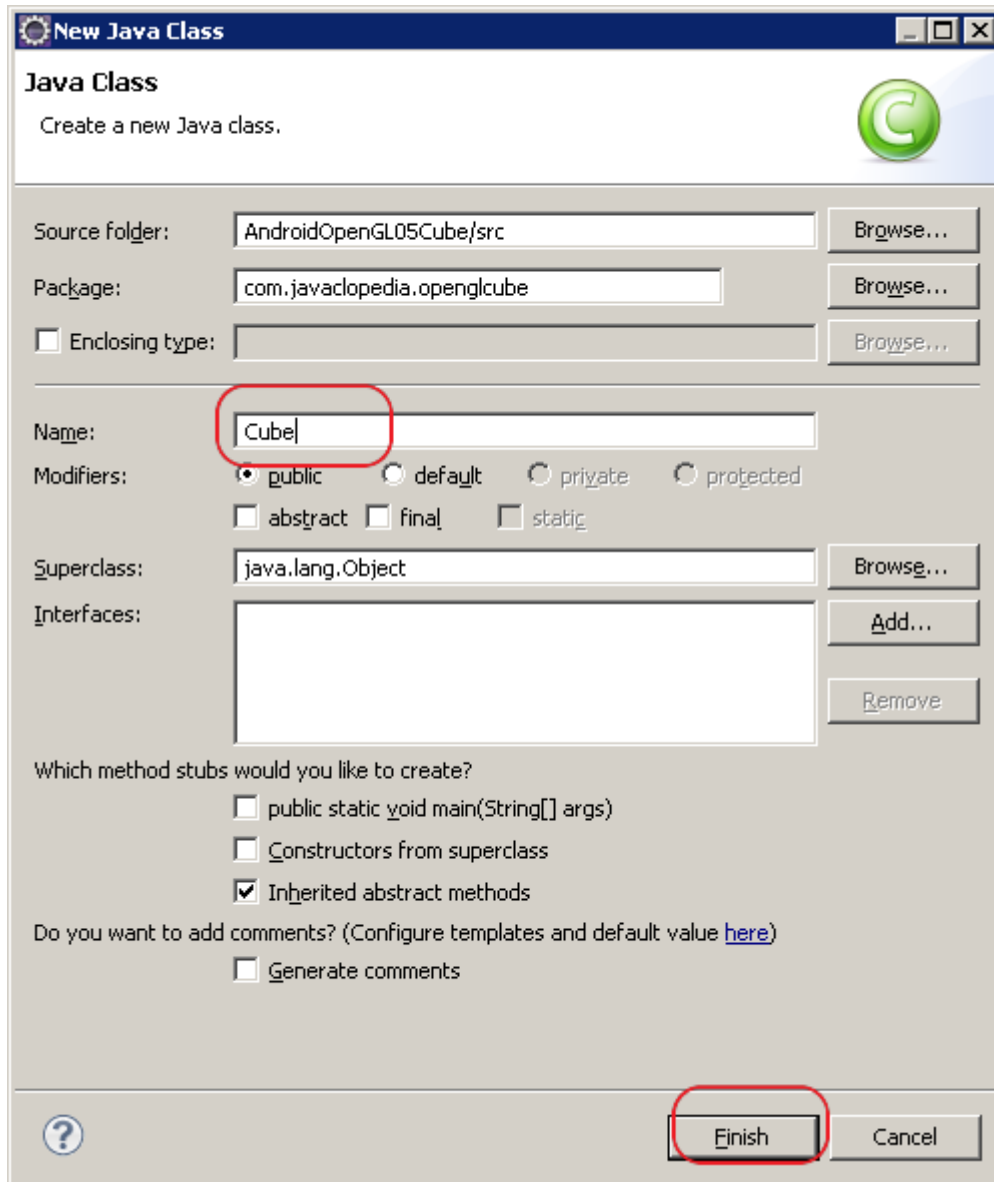 New Java Class
Java Class
Create a new Java class.
C
Source folder: AndroidOpenGL05Cube/src Browse...
Package: com.javaclopedia.openglcube Browse...
Enclosing type: Browse...
Name: Cube
Modifiers: public default private protected
abstract final static
Superclass: java.lang.Object Browse...
Interfaces: Add...
Remove
Which method stubs would you like to create?
public static void main(String[] args)
Constructors from superclass
Inherited abstract methods
Do you want to add comments? (Configure templates and default value here)
Generate comments
? Finish Cancel